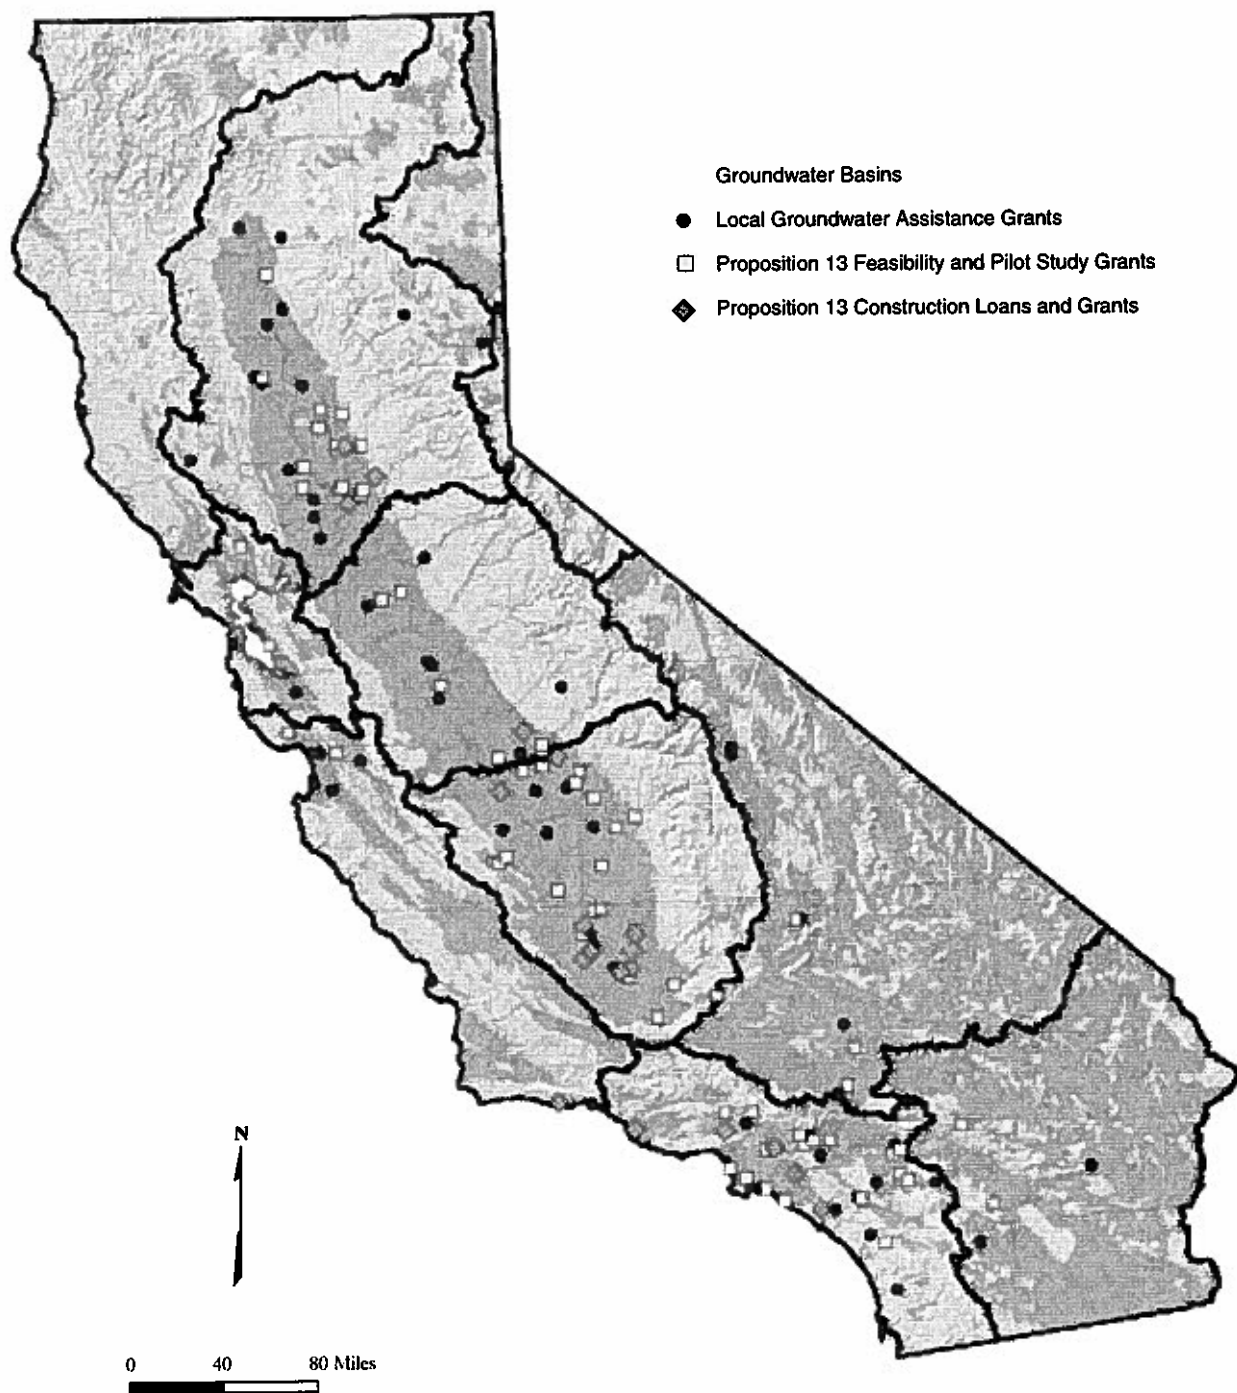 Groundwater Basins
Local Groundwater Assistance Grants
Proposition 13 Feasibility and Pilot Study Grants
Proposition 13 Construction Loans and Grants
N
0 40 80 Miles